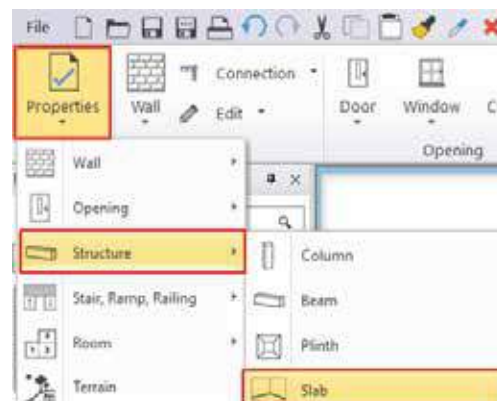 File
Connection
Properties Wall Edit Door Window
Opening
Wall
Opening
Structure Column
Stair, Ramp, Railing Beam
Room Plinth
Terrain Slab